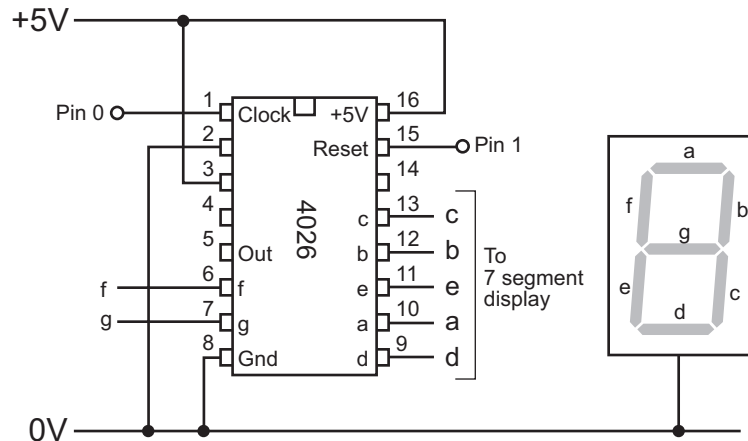 +5V
Pin 0
1
Clock
2
3
4
5
Out
6
f
f
7
g
g
8
Gnd
4026
16
+5V
15
Reset
Pin 1
14
13
c
c
12
b
b
11
e
e
10
a
a
9
d
d
To
7 segment
display
a
f
b
g
e
c
d
0V